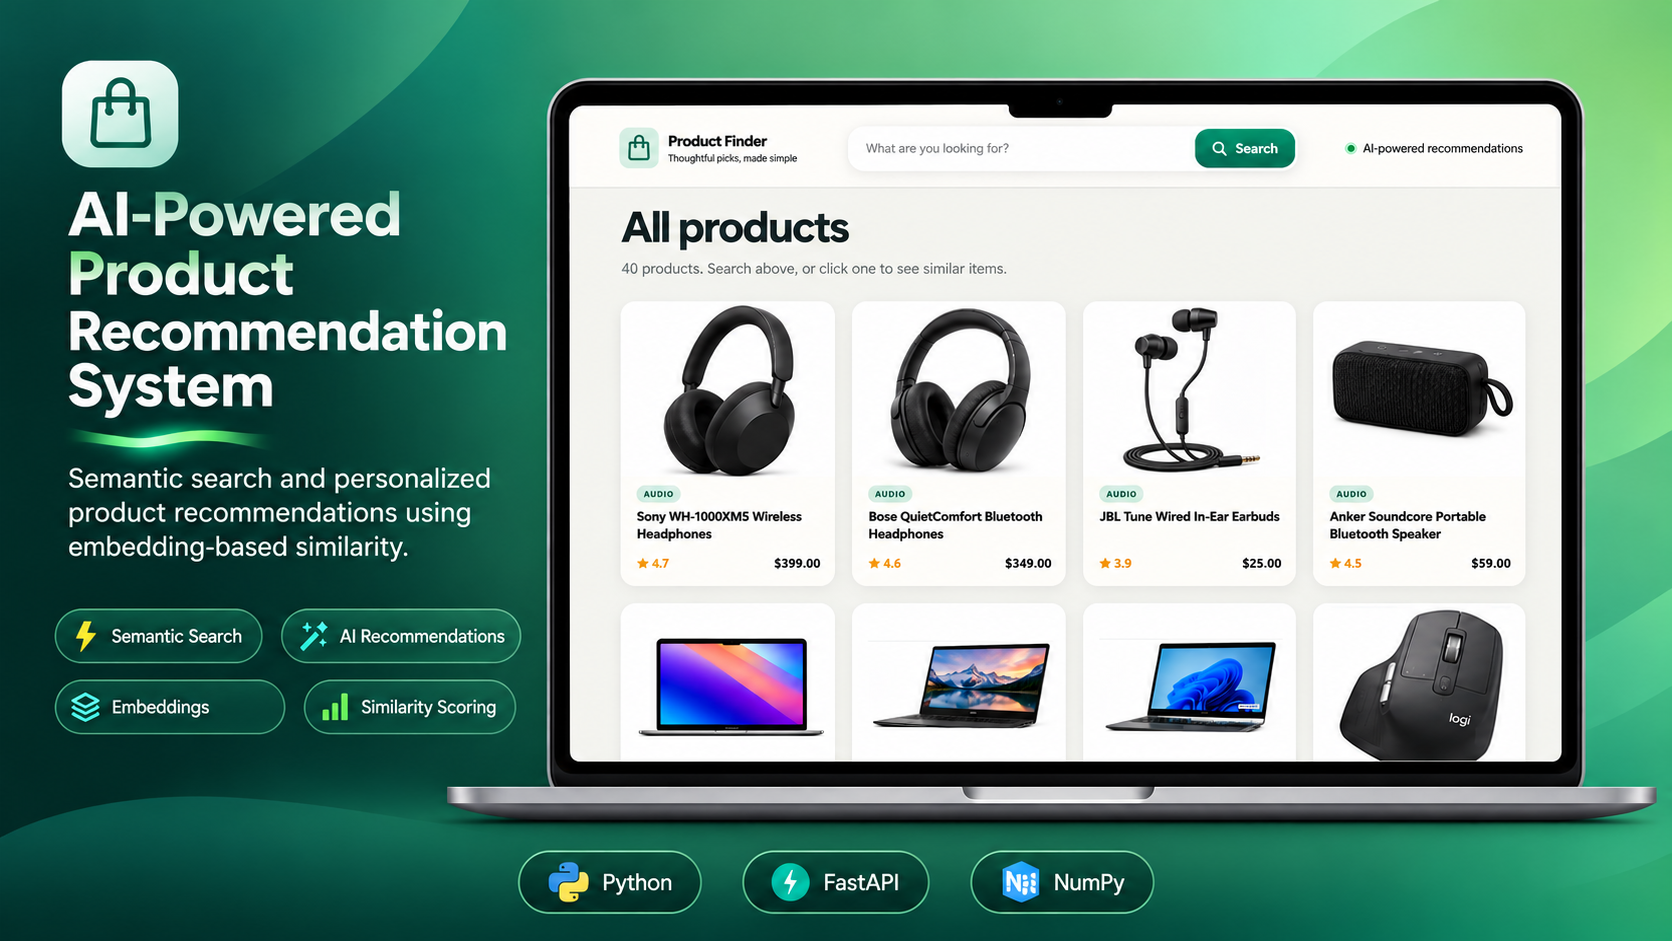 AI-Powered
Product
Recommendation
System
Semantic search and personalized
product recommendations using
embedding-based similarity.
Semantic Search
AI Recommendations
Embeddings
Similarity Scoring
Product Finder
Thoughtful picks, made simple
What are you looking for?
Search
AI-powered recommendations
All products
40 products. Search above, or click one to see similar items.
AUDIO
Sony WH-1000XM5 Wireless
Headphones
4.7
$399.00
AUDIO
Bose QuietComfort Bluetooth
Headphones
4.6
$349.00
AUDIO
JBL Tune Wired In-Ear Earbuds
3.9
$25.00
AUDIO
Anker Soundcore Portable
Bluetooth Speaker
4.5
$59.00
logi
Python
FastAPI
NumPy